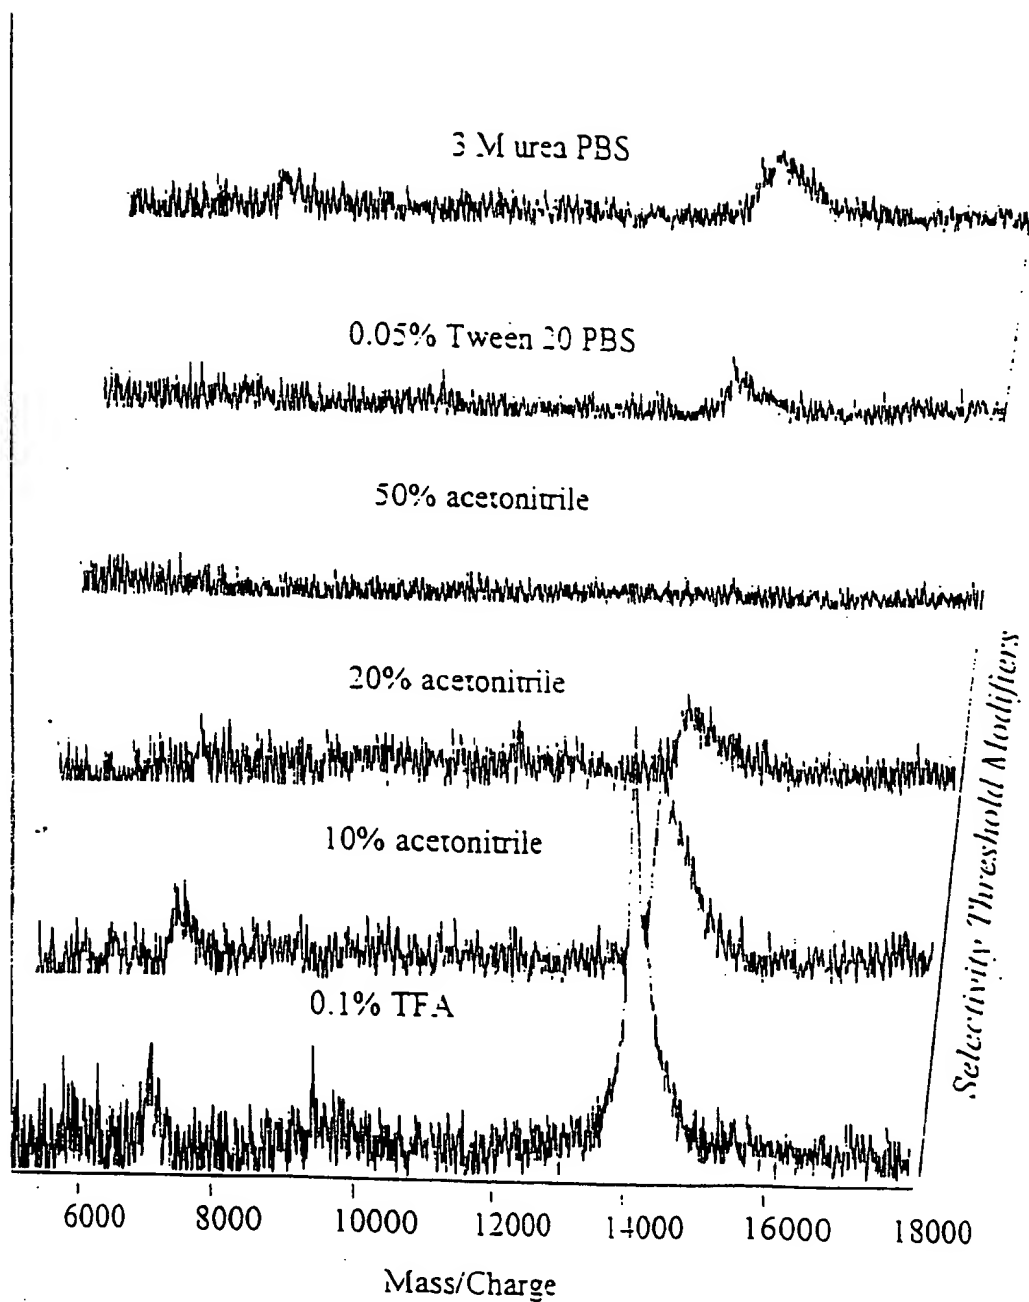 3 M urea PBS
0.05% Tween 20 PBS
50% acetonitrile
20% acetonitrile
10% acetonitrile
0.1% TFA
Selectivity Threshold Modifiers
6000 8000 10000 12000 14000 16000 18000
Mass/Charge